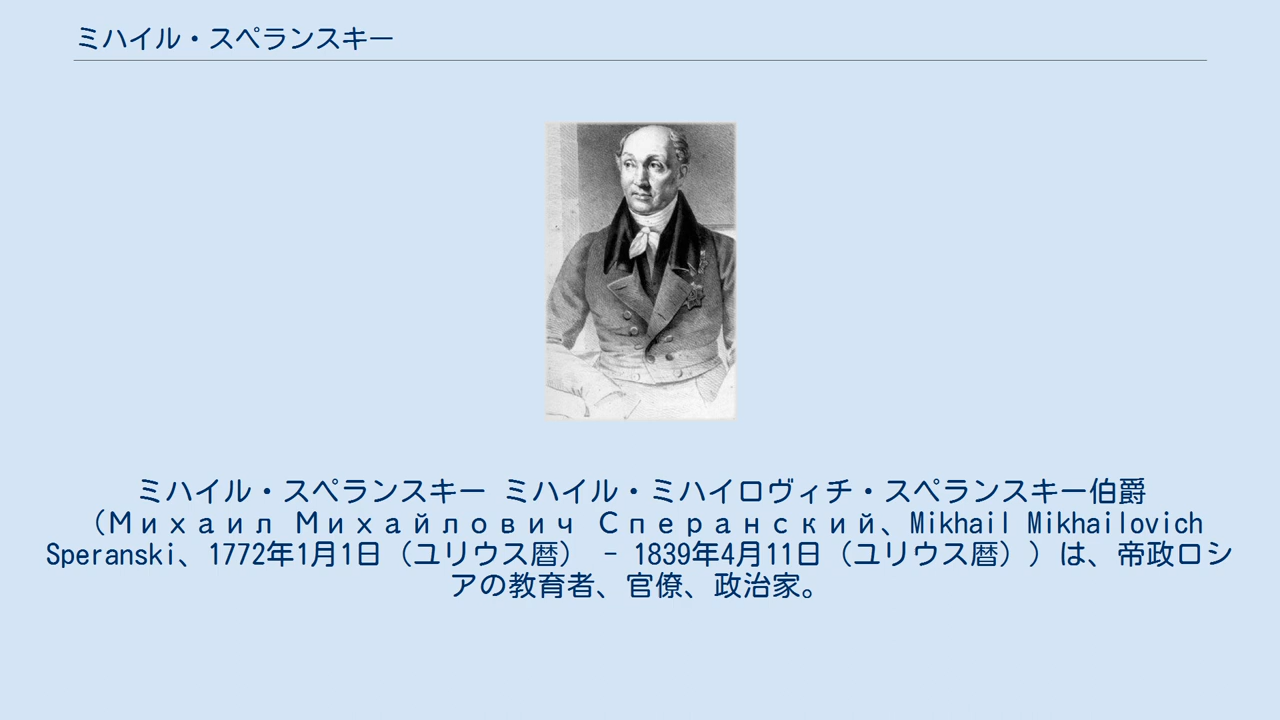 ミハイル・スペランスキー
ミハイル・スペランスキー ミハイル・ミハイロヴィチ・スペランスキー伯爵
（Михаил Михайлович Сперанский、Mikhail Mikhailovich
Speranski、1772年1月1日（ユリウス暦） - 1839年4月11日（ユリウス暦））は、帝政ロシ
アの教育者、官僚、政治家。